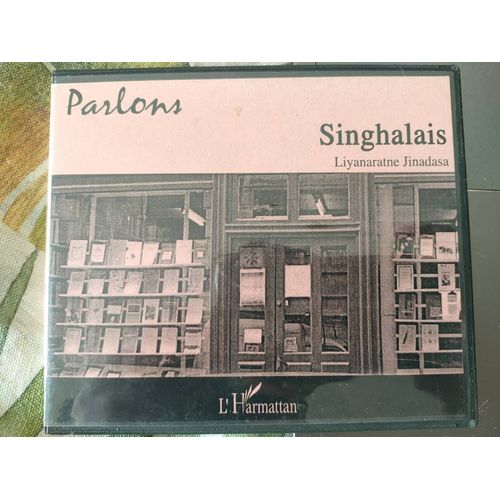 Parlons
Singhalais
Liyanaratne Jinadasa
L'Harmattan